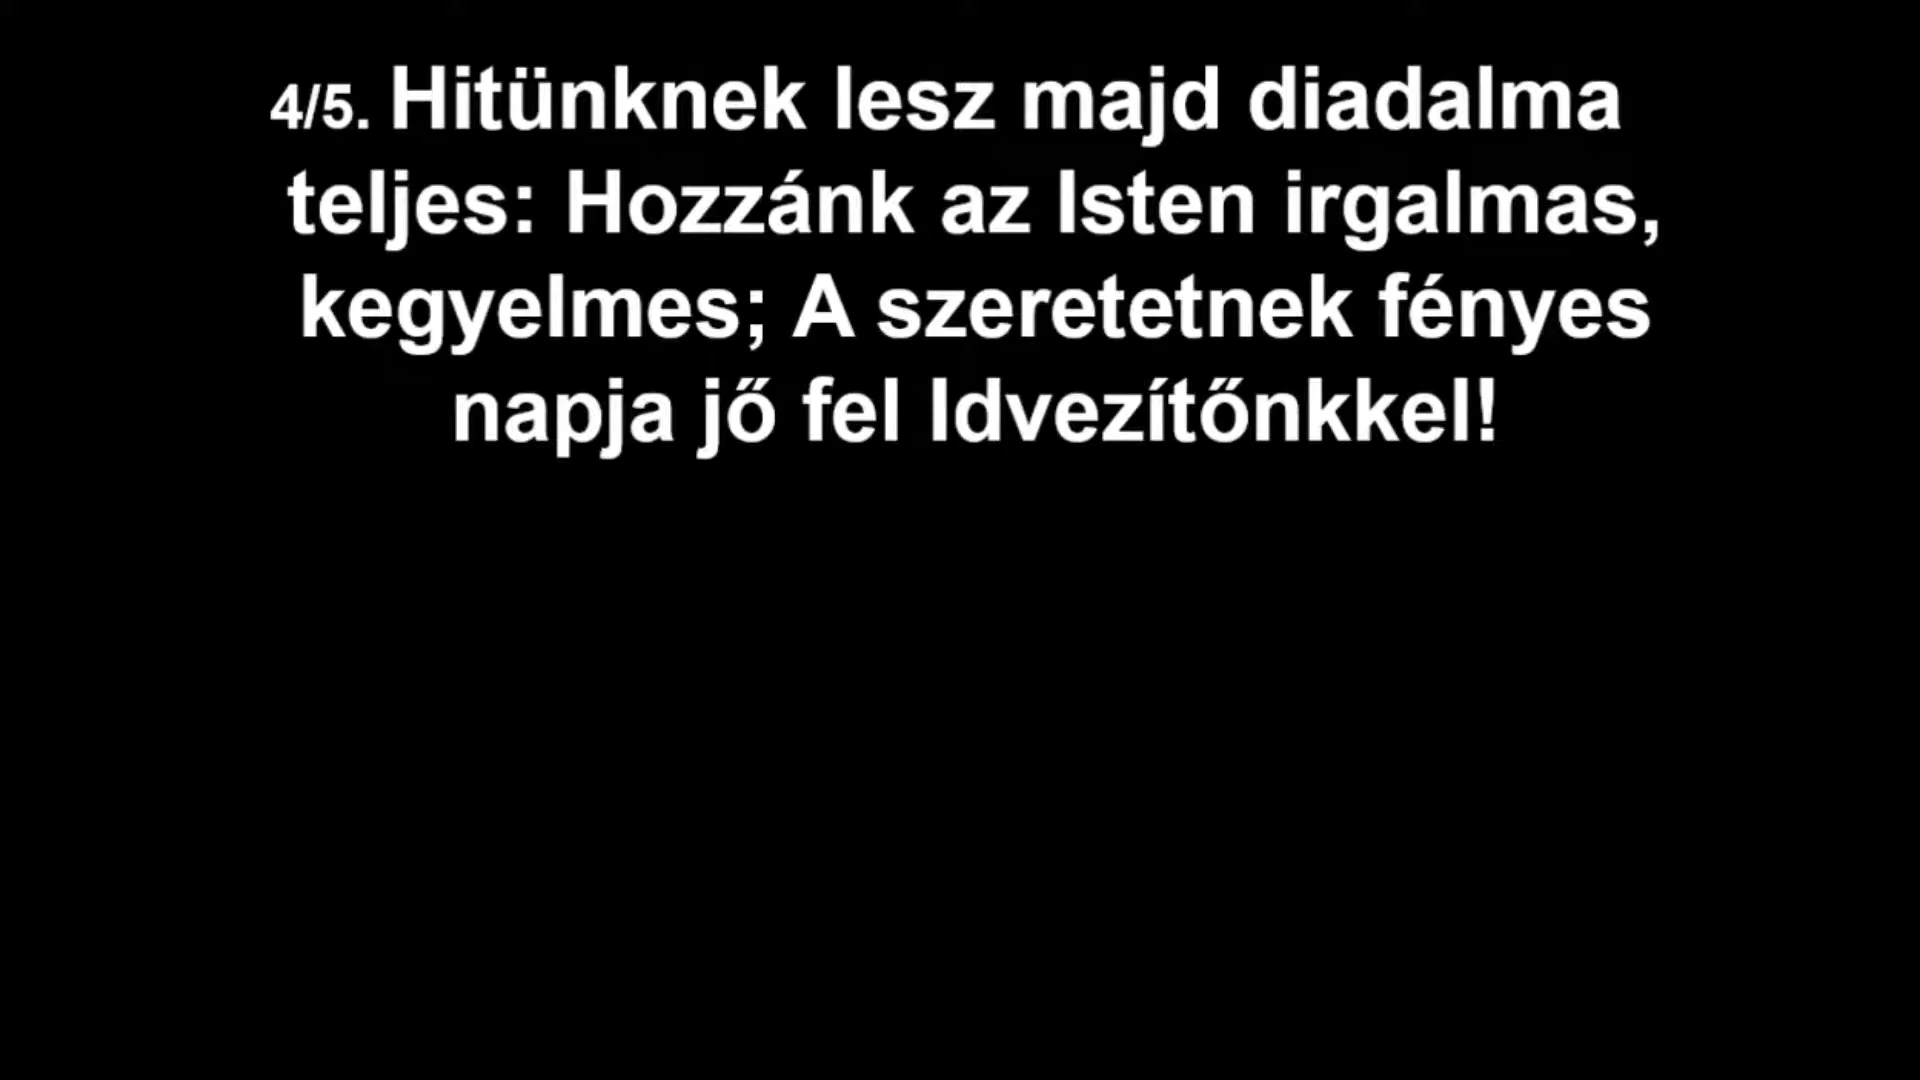 4/5. Hitünknek lesz majd diadalma
teljes: Hozzánk az Isten irgalmas,
kegyelmes; A szeretetnek fényes
napja jő fel Idvezítőnkkel!